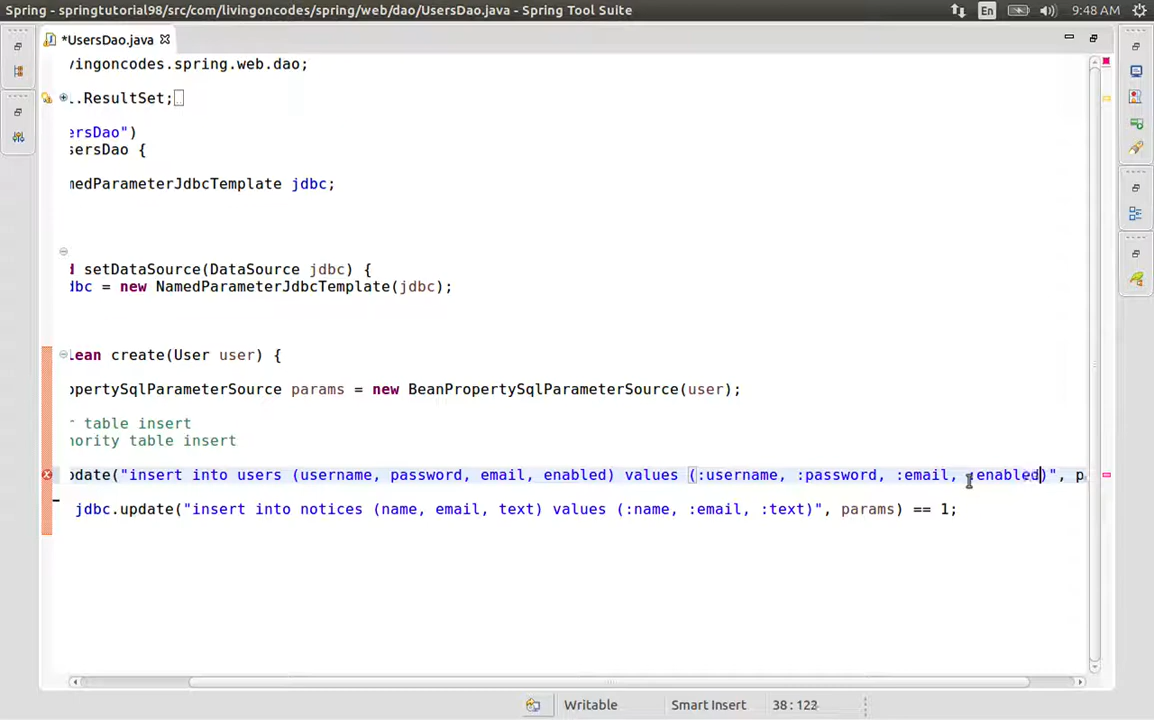 Spring - springtutorial98/src/com/livingoncodes/spring/web/dao/UsersDao.java - Spring Tool Suite
En
9:48 AM
*UsersDao.java
vingoncodes.spring.web.dao;
..ResultSet;
ersDao")
sersDao {
medParameterJdbcTemplate jdbc;
d setDataSource(DataSource jdbc) {
dbc = new NamedParameterJdbcTemplate(jdbc);
lean create(User user) {
opertySqlParameterSource params = new BeanPropertySqlParameterSource(user);
r table insert
hority table insert
pdate("insert into users (username, password, email, enabled) values (:username, :password, :email, :enabled)", p
jdbc.update("insert into notices (name, email, text) values (:name, :email, :text)", params) == 1;
Writable
Smart Insert
38 : 122